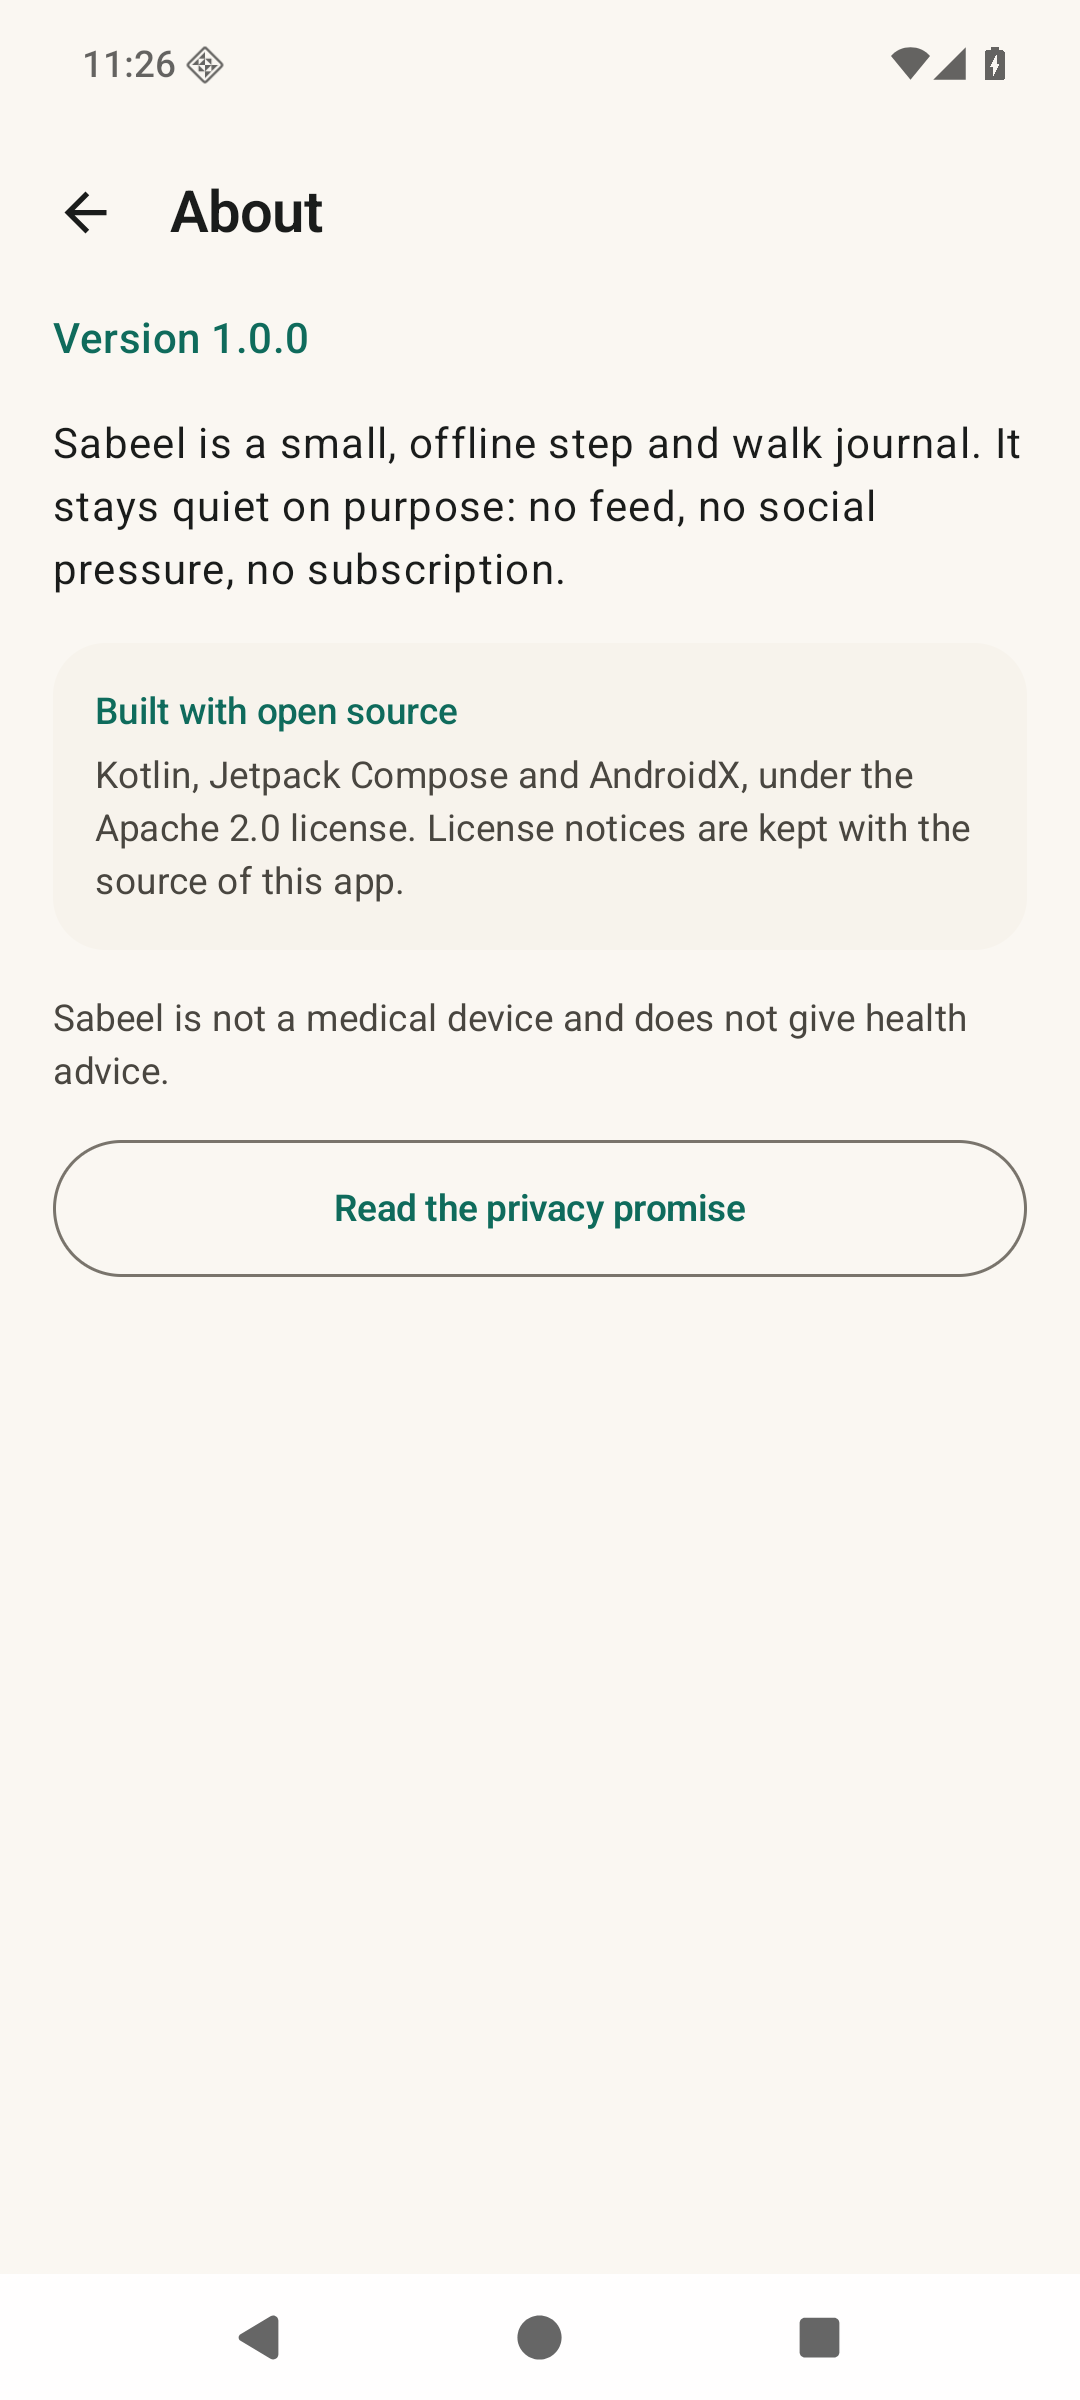 11:26
About
Version 1.0.0
Sabeel is a small, offline step and walk journal. It
stays quiet on purpose: no feed, no social
pressure, no subscription.
Built with open source
Kotlin, Jetpack Compose and AndroidX, under the
Apache 2.0 license. License notices are kept with the
source of this app.
Sabeel is not a medical device and does not give health
advice.
Read the privacy promise